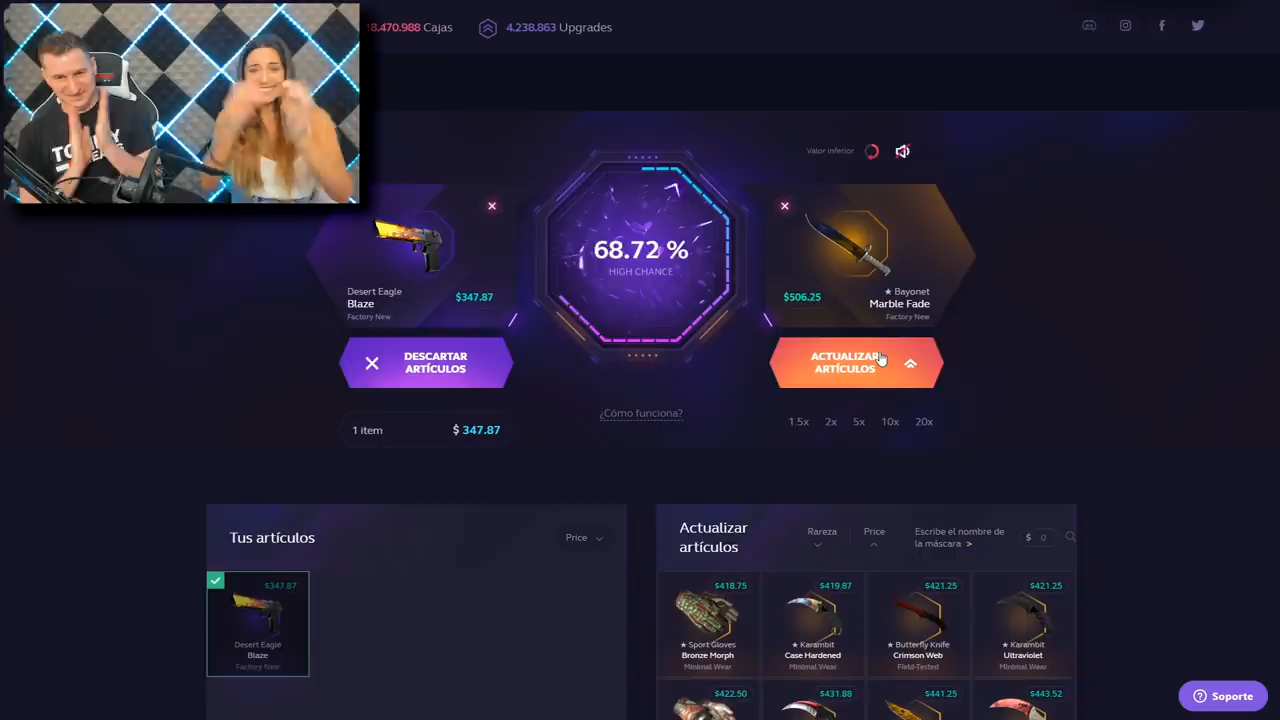 18.470.988 Cajas
4.238.863 Upgrades
Valor inferior
68.72 %
HIGH CHANCE
Desert Eagle
Blaze
Factory New
$347.87
$506.25
★ Bayonet
Marble Fade
Factory New
DESCARTAR
ARTÍCULOS
ACTUALIZAR
ARTÍCULOS
1 item
$ 347.87
¿Cómo funciona?
1.5x 2x 5x 10x 20x
Tus artículos
Price
$347.87
Desert Eagle
Blaze
Factory New
Actualizar
artículos
Rareza
Price
Escribe el nombre de
la máscara >
$ 0
$418.75
★ Sport Gloves
Bronze Morph
Minimal Wear
$419.87
★ Karambit
Case Hardened
Minimal Wear
$421.25
★ Butterfly Knife
Crimson Web
Field-Tested
$421.25
★ Karambit
Ultraviolet
Minimal Wear
$422.50
$431.88
$441.25
$443.52
Soporte